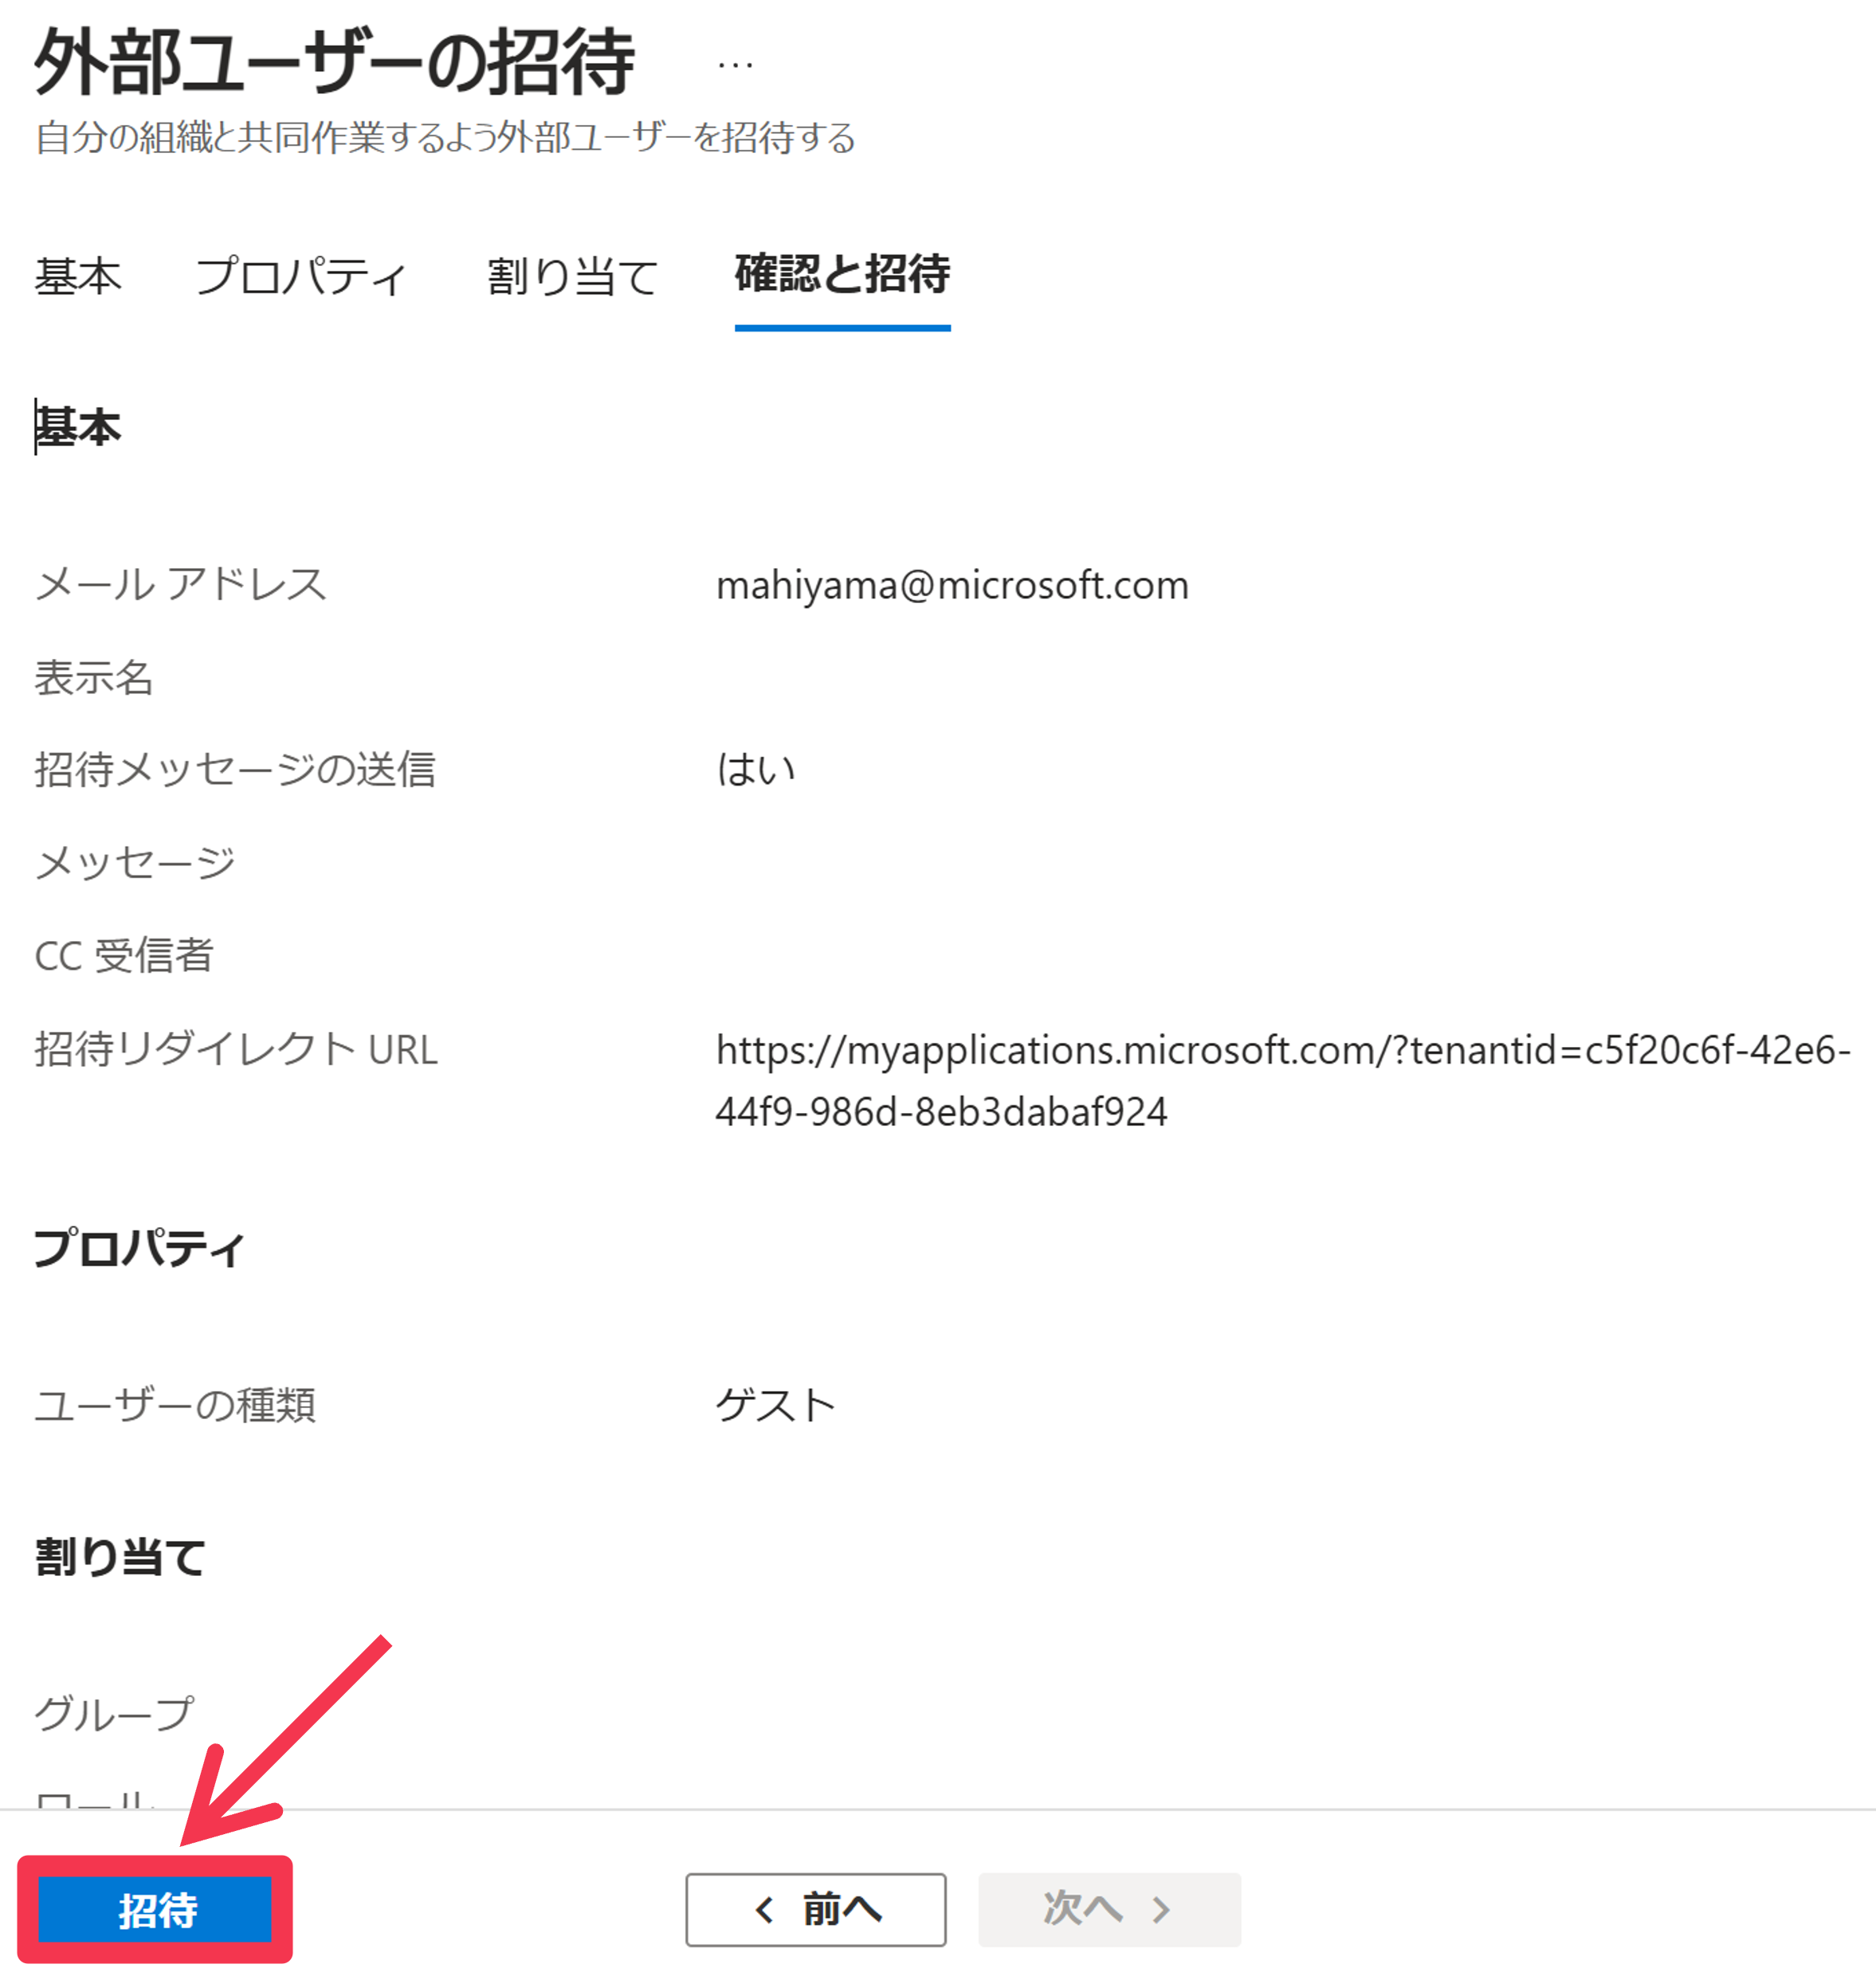 外部ユーザーの招待 ...
自分の組織と共同作業するよう外部ユーザーを招待する
基本 プロパティ 割り当て 確認と招待
基本
メール アドレス mahiyama@microsoft.com
表示名
招待メッセージの送信 はい
メッセージ
CC 受信者
招待リダイレクト URL https://myapplications.microsoft.com/?tenantid=c5f20c6f-42e6-
44f9-986d-8eb3dabaf924
プロパティ
ユーザーの種類 ゲスト
割り当て
グループ
ロール
招待 < 前へ 次へ >